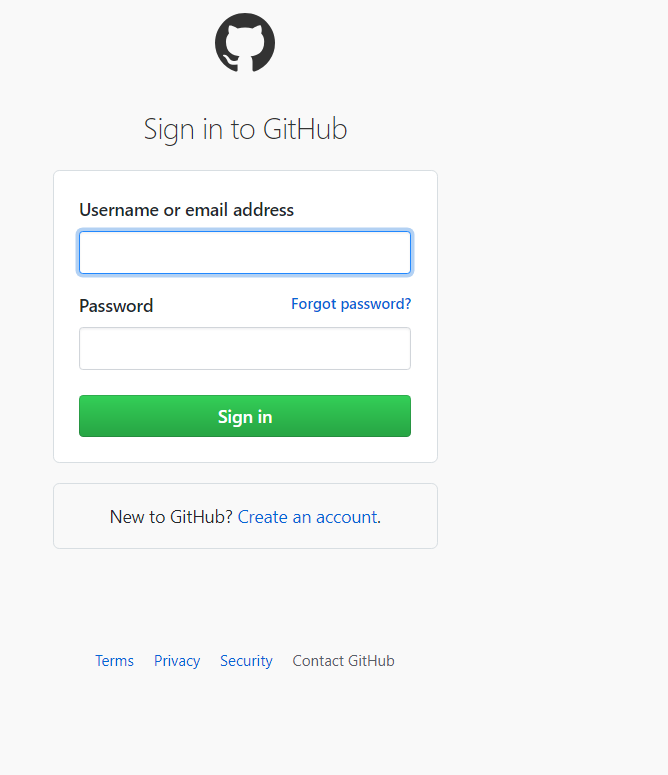 Sign in to GitHub
Username or email address
Password Forgot password?
Sign in
New to GitHub? Create an account.
Terms Privacy Security Contact GitHub